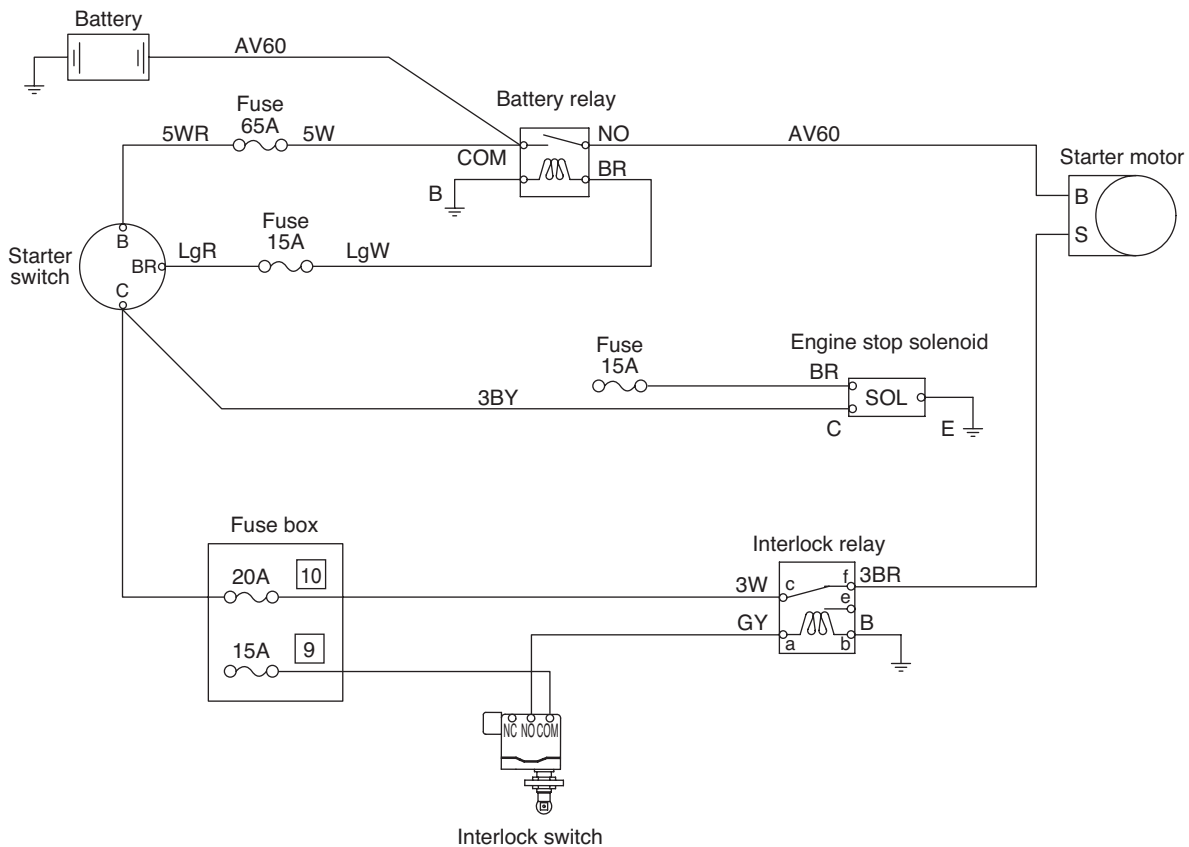 Battery
AV60
Fuse
65A
Battery relay
5WR
5W
NO
AV60
COM
BR
Starter motor
B
B
S
Fuse
15A
Starter
switch
B
LgR
LgW
BR
C
Fuse
15A
Engine stop solenoid
BR
3BY
SOL
C
E
Fuse box
Interlock relay
20A
10
3W
c
f
3BR
e
GY
B
15A
9
a
b
NC
NO
COM
Interlock switch